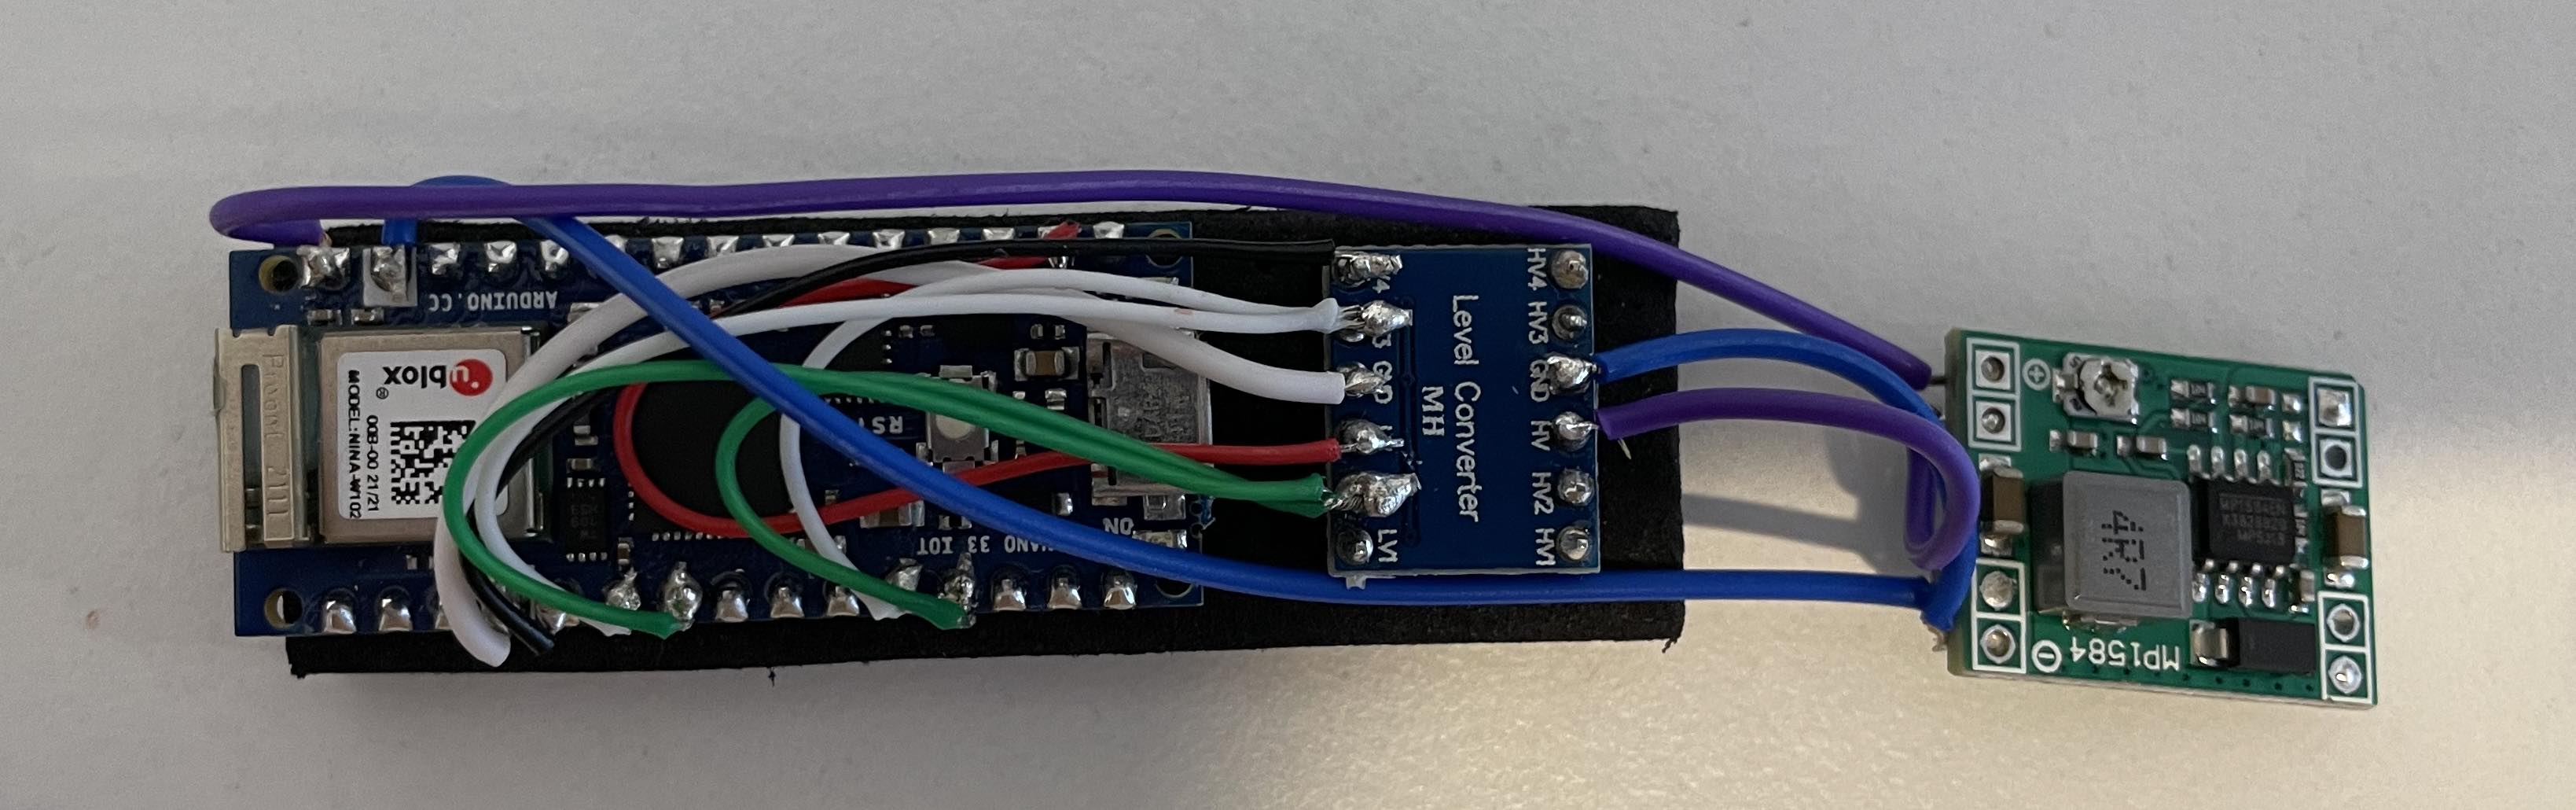 ARDUINO.CC
ublox
®
MODEL:NINA-W102
00B-00 21/21
RST
ON
NANO 33 IOT
GND
LV1
Level Converter
MH
HV4
HV3
GND
HV
HV2
HV1
+
4R7
MP1584